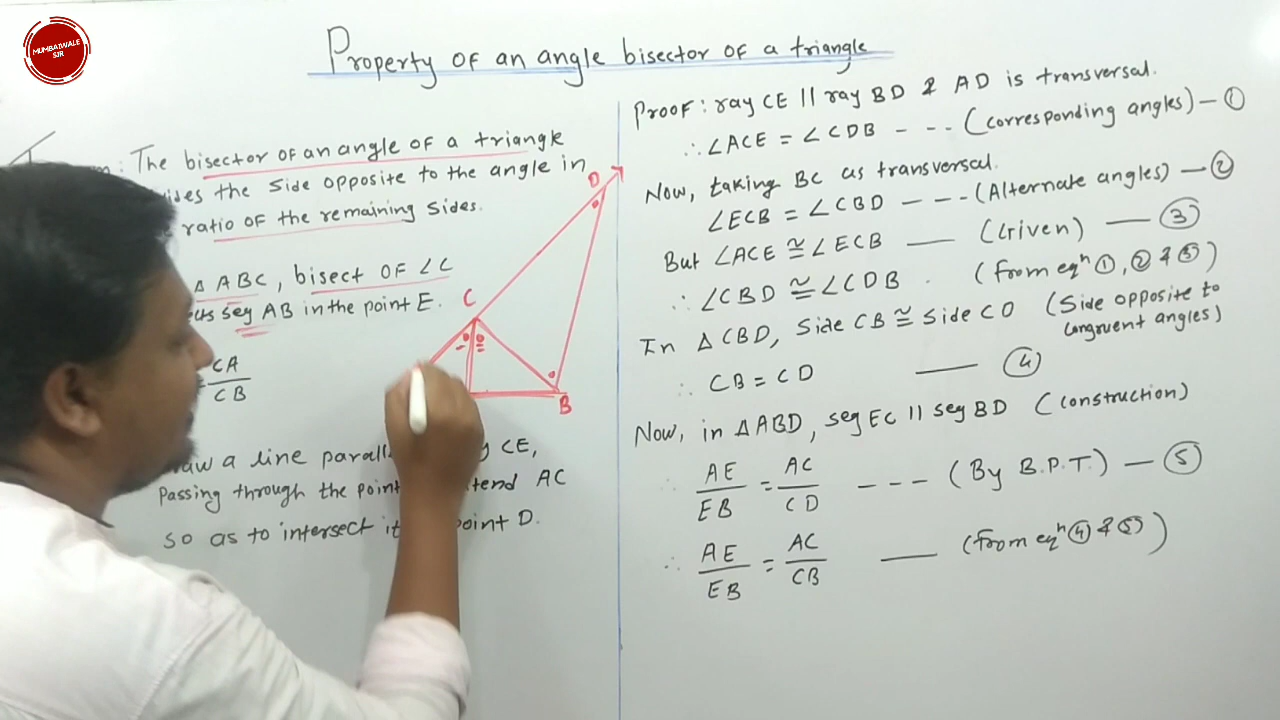 MUMBAIWALE
SIR
Property of an angle bisector of a triangle
The bisector of an angle of a triangle
the side opposite to the angle in
ratio of the remaining sides.
Δ ABC, bisect of ∠C
seg AB in the point E.
= CA / CB
a line CE,
Passing through the point AC
so as to intersect it point D.
D
C
B
Proof: ray CE || ray BD & AD is transversal.
∴ ∠ACE = ∠CDB - - - (corresponding angles) — ①
Now, taking BC as transversal.
∠ECB = ∠CBD - - - (Alternate angles) — ②
But ∠ACE ≅ ∠ECB — (Given) — ③
∴ ∠CBD ≅ ∠CDB . (from eqⁿ ①, ② & ③)
In Δ CBD, Side CB ≅ Side CD (Side opposite to
congruent angles)
∴ CB = CD — ④
Now, in ΔABD, seg EC || seg BD (construction)
∴ AE / EB = AC / CD - - - (By B.P.T.) — ⑤
∴ AE / EB = AC / CB — (from eqⁿ ④ & ⑤)